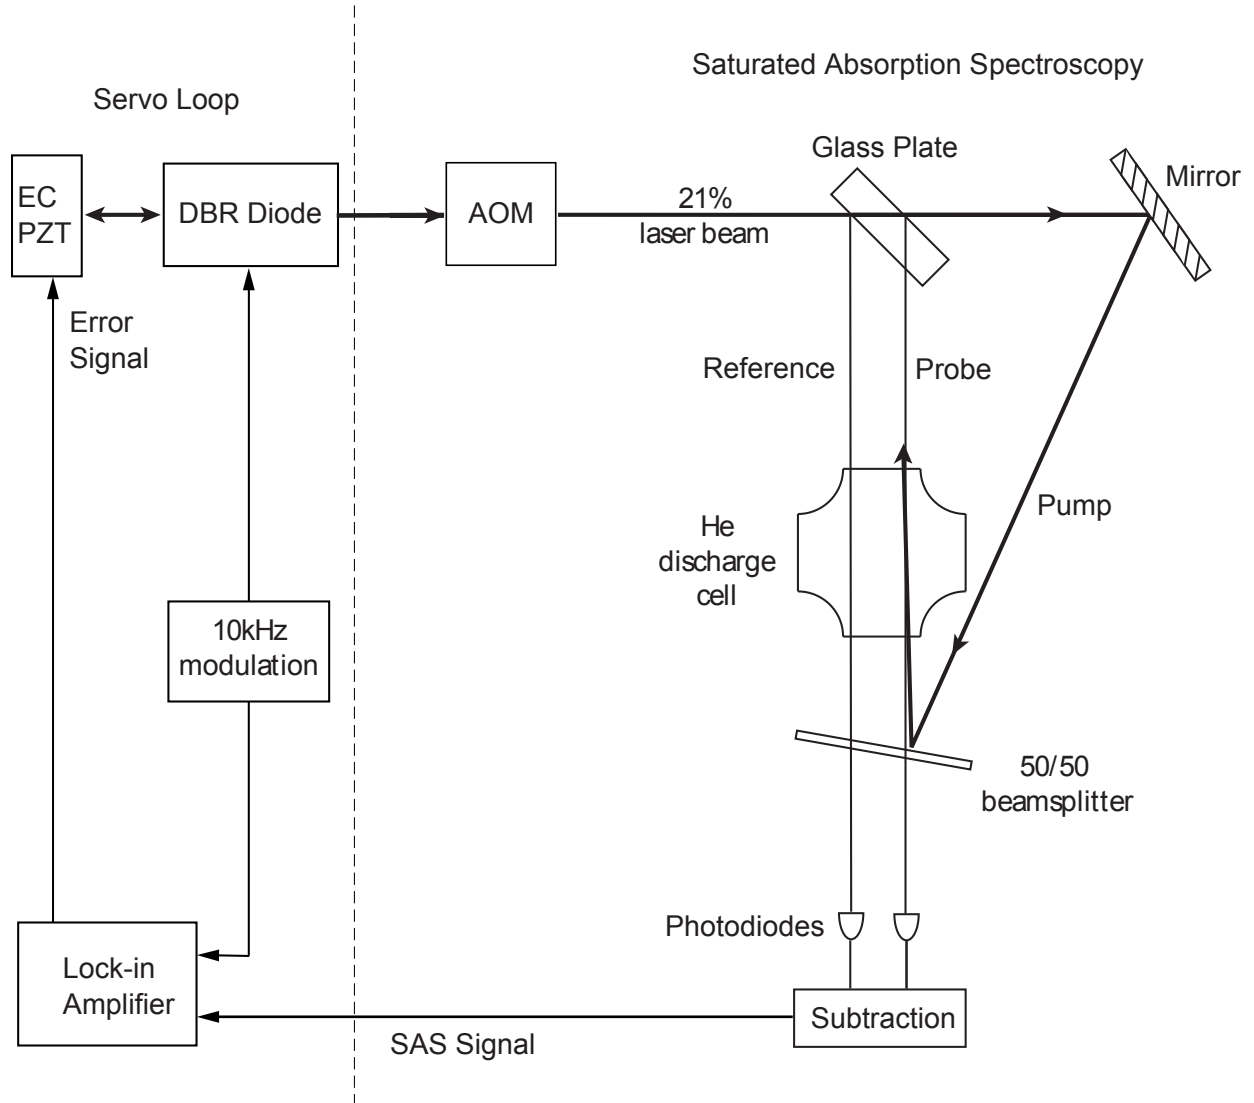 Saturated Absorption Spectroscopy
Servo Loop
Glass Plate
Mirror
EC
PZT
DBR Diode
AOM
21%
laser beam
Error
Signal
Reference
Probe
Pump
He
discharge
cell
10kHz
modulation
50/50
beamsplitter
Photodiodes
Lock-in
Amplifier
Subtraction
SAS Signal